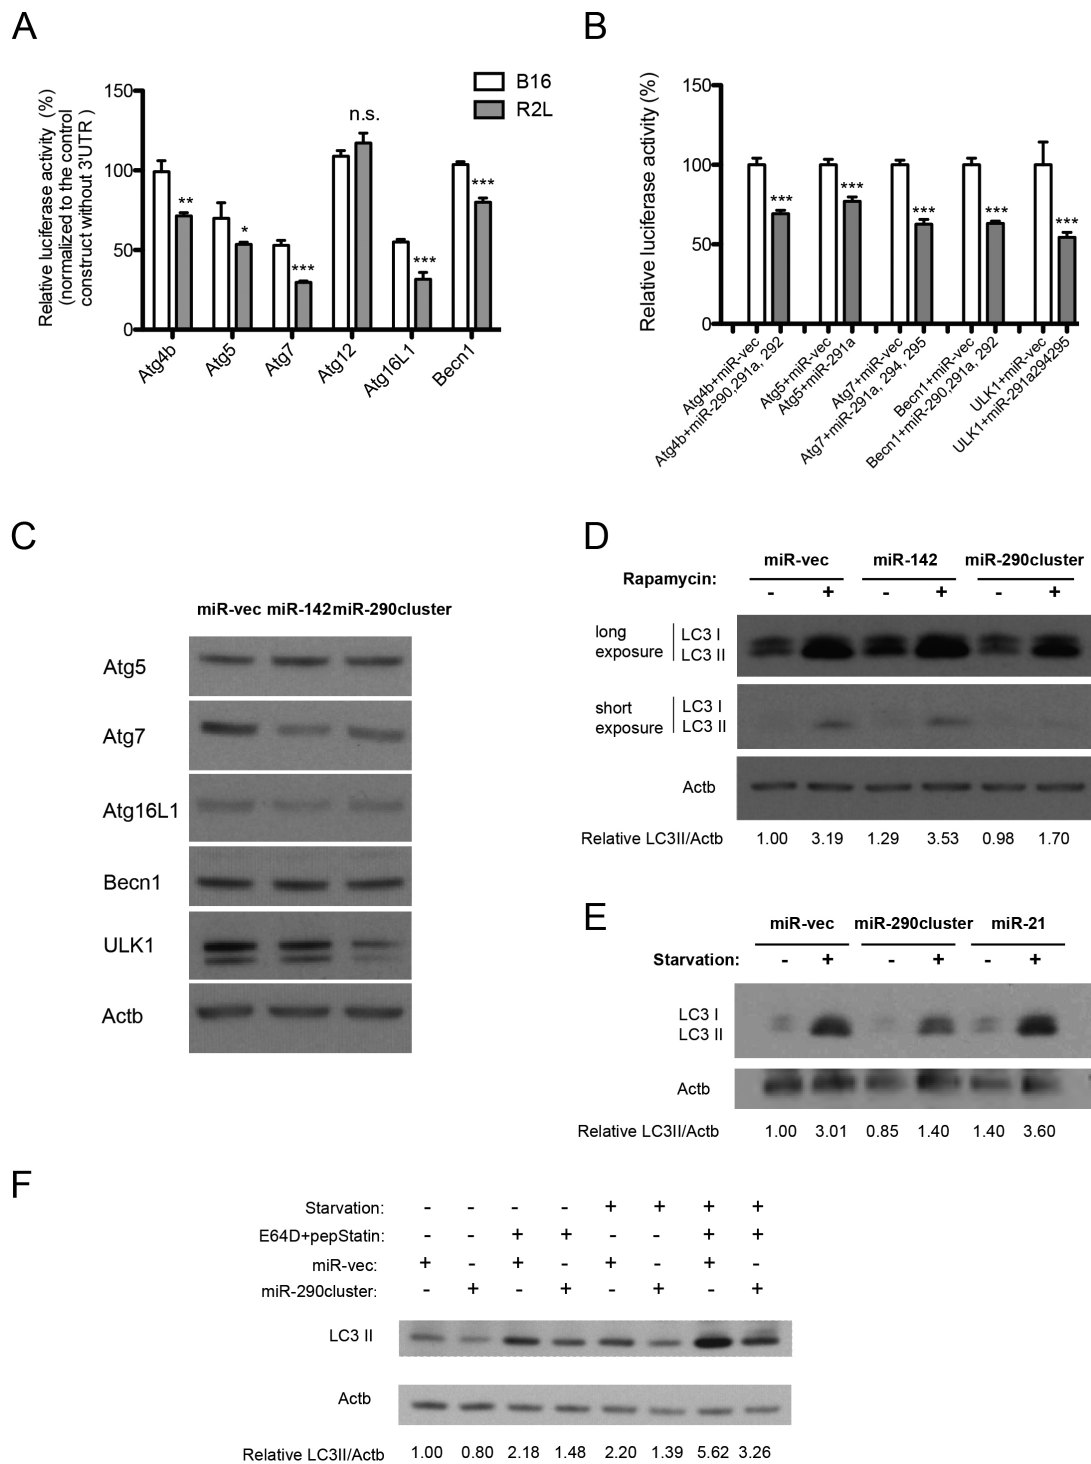 A
Relative luciferase activity (%)
(normalized to the control
construct without 3'UTR )
150
100
50
0
B16
R2L
** * *** n.s. *** ***
Atg4b
Atg5
Atg7
Atg12
Atg16L1
Becn1
B
Relative luciferase activity (%)
150
100
50
0
*** *** *** *** ***
Atg4b+miR-vec
Atg4b+miR-290,291a, 292
Atg5+miR-vec
Atg5+miR-291a
Atg7+miR-vec
Atg7+miR-291a, 294, 295
Becn1+miR-vec
Becn1+miR-290,291a, 292
ULK1+miR-vec
ULK1+miR-291a294295
C
miR-vec miR-142 miR-290cluster
Atg5
Atg7
Atg16L1
Becn1
ULK1
Actb
D
miR-vec miR-142 miR-290cluster
Rapamycin: - + - + - +
long
exposure
LC3 I
LC3 II
short
exposure
LC3 I
LC3 II
Actb
Relative LC3II/Actb 1.00 3.19 1.29 3.53 0.98 1.70
E
miR-vec miR-290cluster miR-21
Starvation: - + - + - +
LC3 I
LC3 II
Actb
Relative LC3II/Actb 1.00 3.01 0.85 1.40 1.40 3.60
F
Starvation: - - - - + + + +
E64D+pepStatin: - - + + - - + +
miR-vec: + - + - + - + -
miR-290cluster: - + - + - + - +
LC3 II
Actb
Relative LC3II/Actb 1.00 0.80 2.18 1.48 2.20 1.39 5.62 3.26